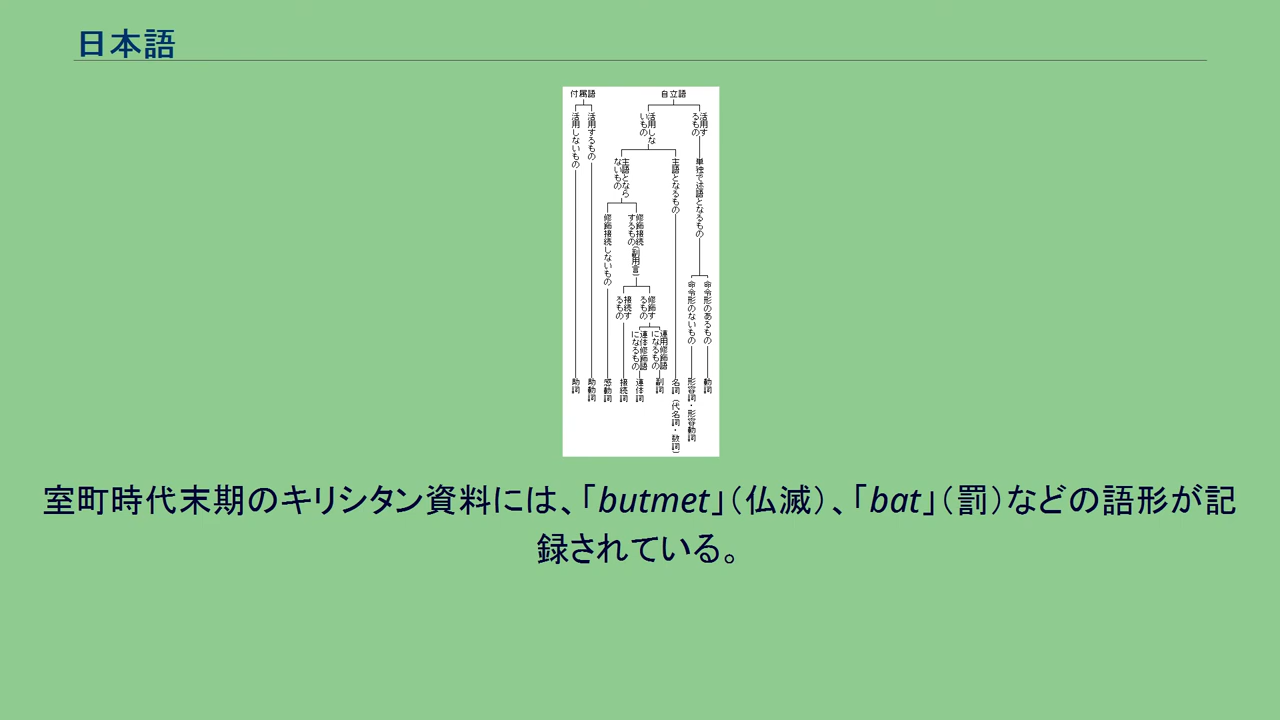 日本語
付属語
自立語
活用しないもの
活用するもの
活用しないもの
活用するもの
主語とならないもの
主語となるもの
単独で述語となるもの
修飾接続しないもの
修飾接続するもの(副用言)
接続するもの
修飾するもの
命令形のないもの
命令形のあるもの
連体修飾語になるもの
連用修飾語になるもの
助詞
助動詞
感動詞
接続詞
連体詞
副詞
名詞(代名詞・数詞)
形容詞・形容動詞
動詞
室町時代末期のキリシタン資料には、「butmet」（仏滅）、「bat」（罰）などの語形が記
録されている。